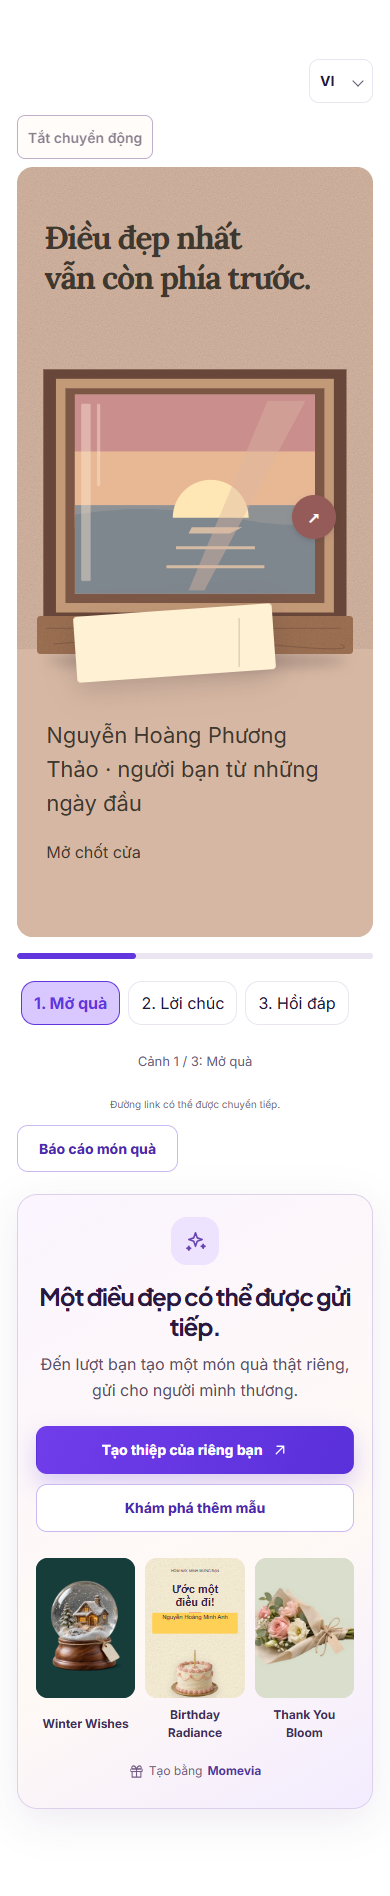 VI
Tắt chuyển động
Điều đẹp nhất
vẫn còn phía trước.
Nguyễn Hoàng Phương
Thảo · người bạn từ những
ngày đầu
Mở chốt cửa
1. Mở quà
2. Lời chúc
3. Hồi đáp
Cảnh 1 / 3: Mở quà
Đường link có thể được chuyển tiếp.
Báo cáo món quà
Một điều đẹp có thể được gửi
tiếp.
Đến lượt bạn tạo một món quà thật riêng,
gửi cho người mình thương.
Tạo thiệp của riêng bạn
Khám phá thêm mẫu
Ước một
điều đi!
Nguyễn Hoàng Minh Anh
Winter Wishes
Birthday
Radiance
Thank You
Bloom
Tạo bằng Momevia